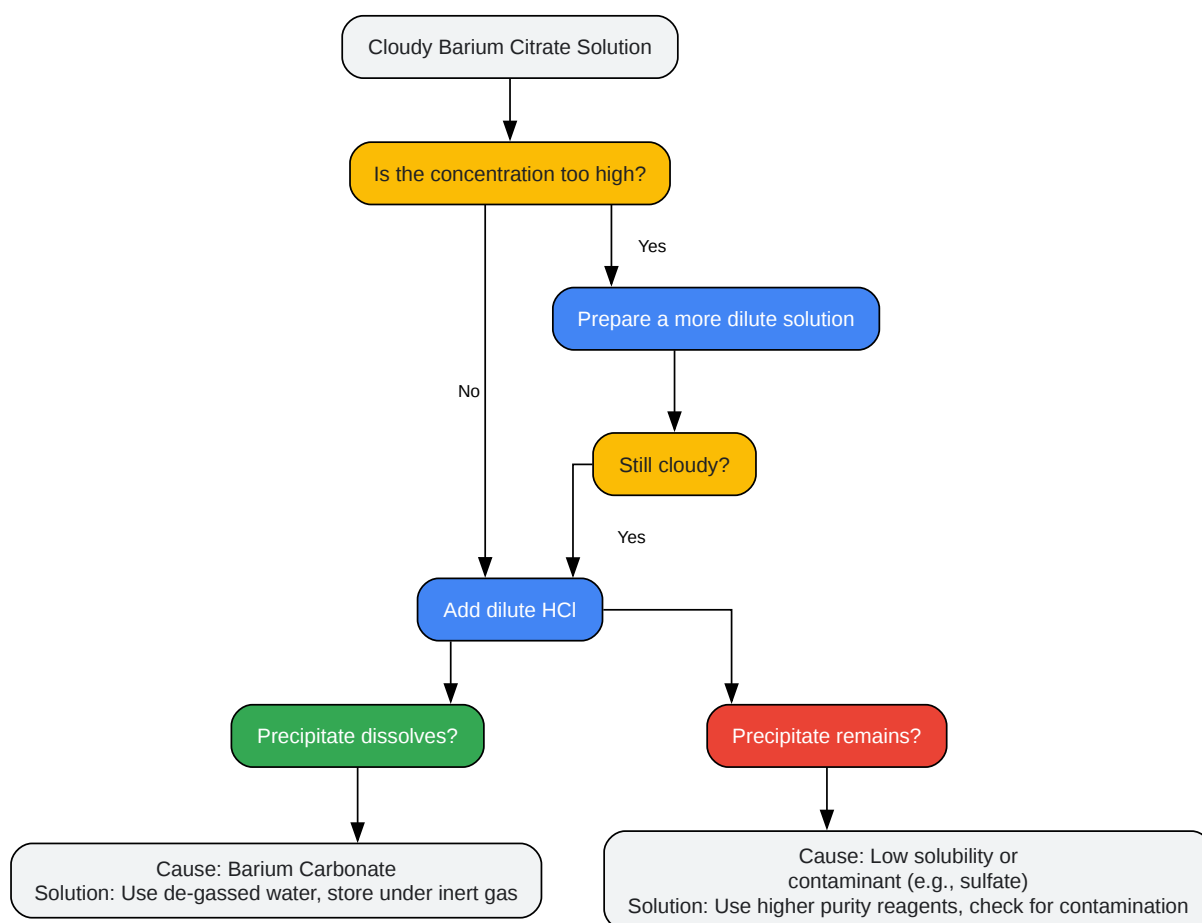 Cloudy Barium Citrate Solution
Is the concentration too high?
Yes
Prepare a more dilute solution
No
Still cloudy?
Yes
Add dilute HCl
Precipitate dissolves?
Precipitate remains?
Cause: Barium Carbonate
Solution: Use de-gassed water, store under inert gas
Cause: Low solubility or
contaminant (e.g., sulfate)
Solution: Use higher purity reagents, check for contamination